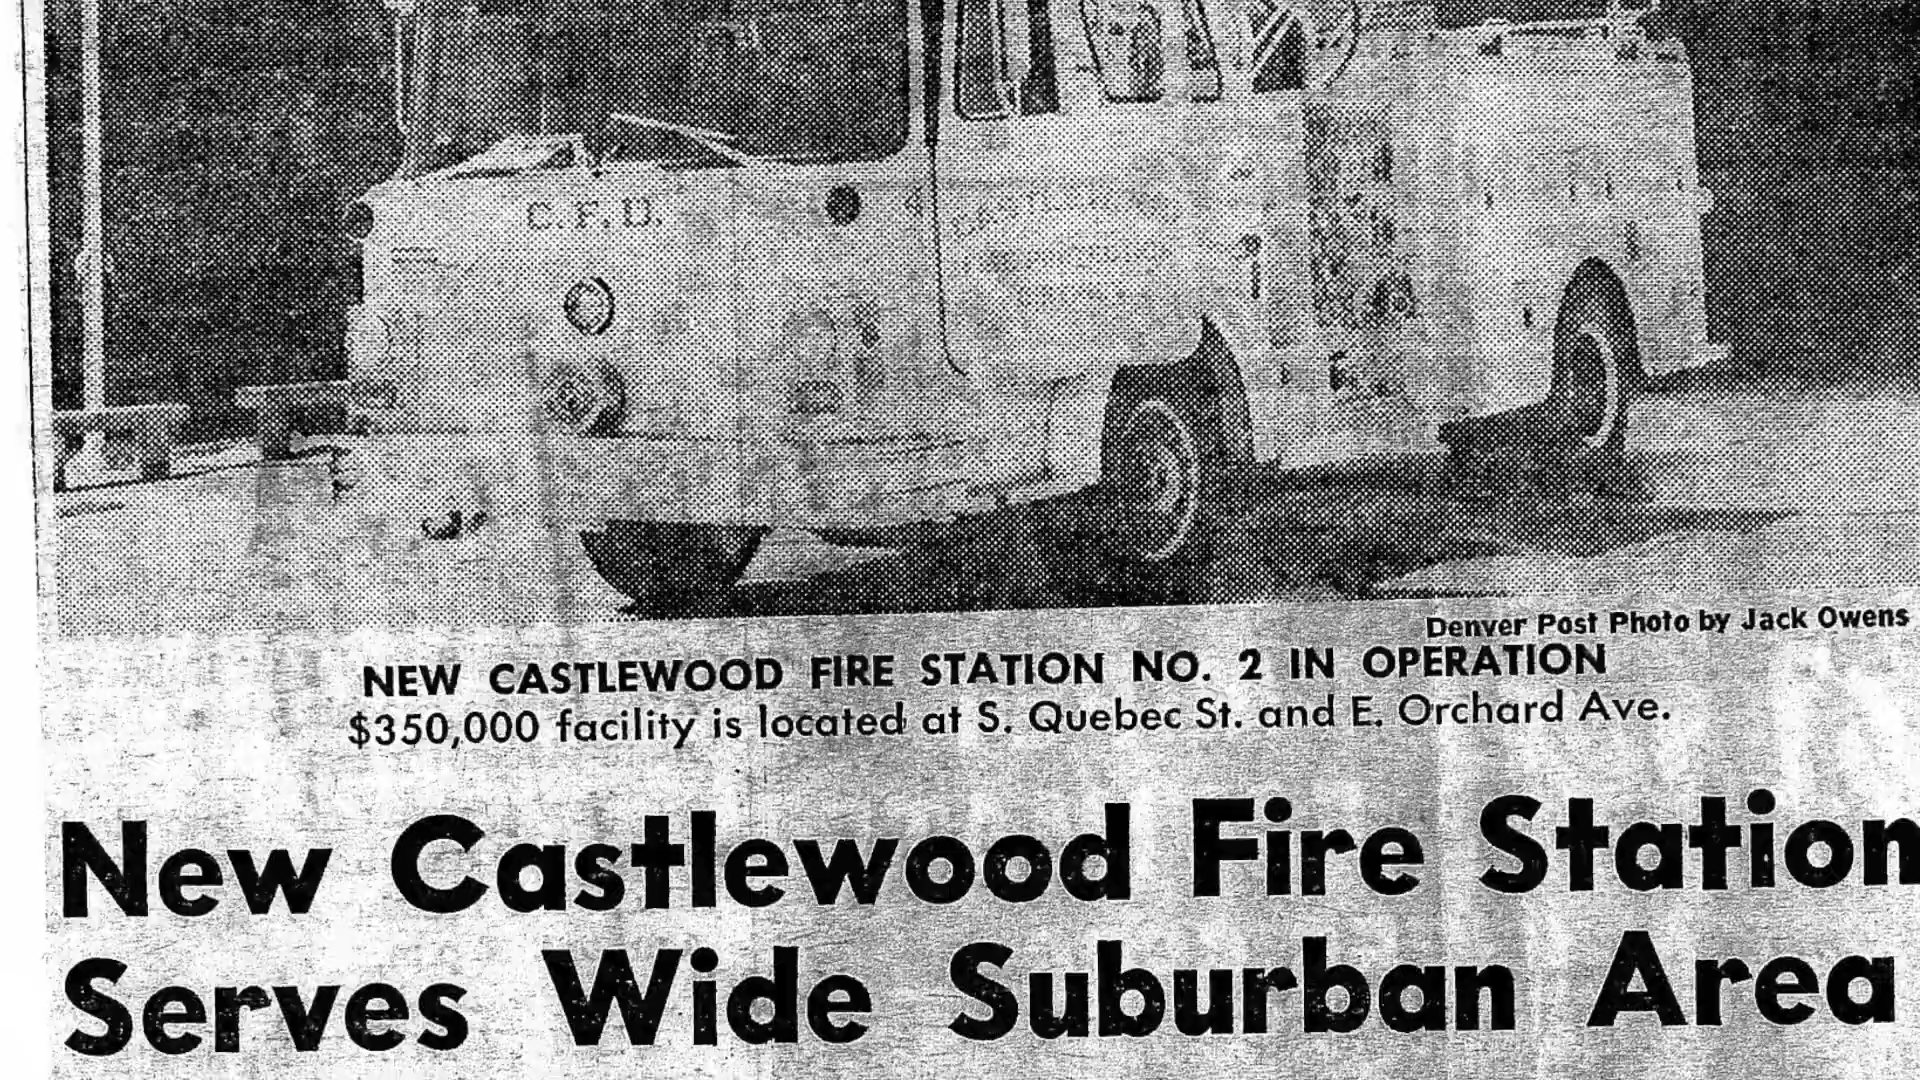 C.F.D.
Denver Post Photo by Jack Owens
NEW CASTLEWOOD FIRE STATION NO. 2 IN OPERATION
$350,000 facility is located at S. Quebec St. and E. Orchard Ave.
New Castlewood Fire Station
Serves Wide Suburban Area